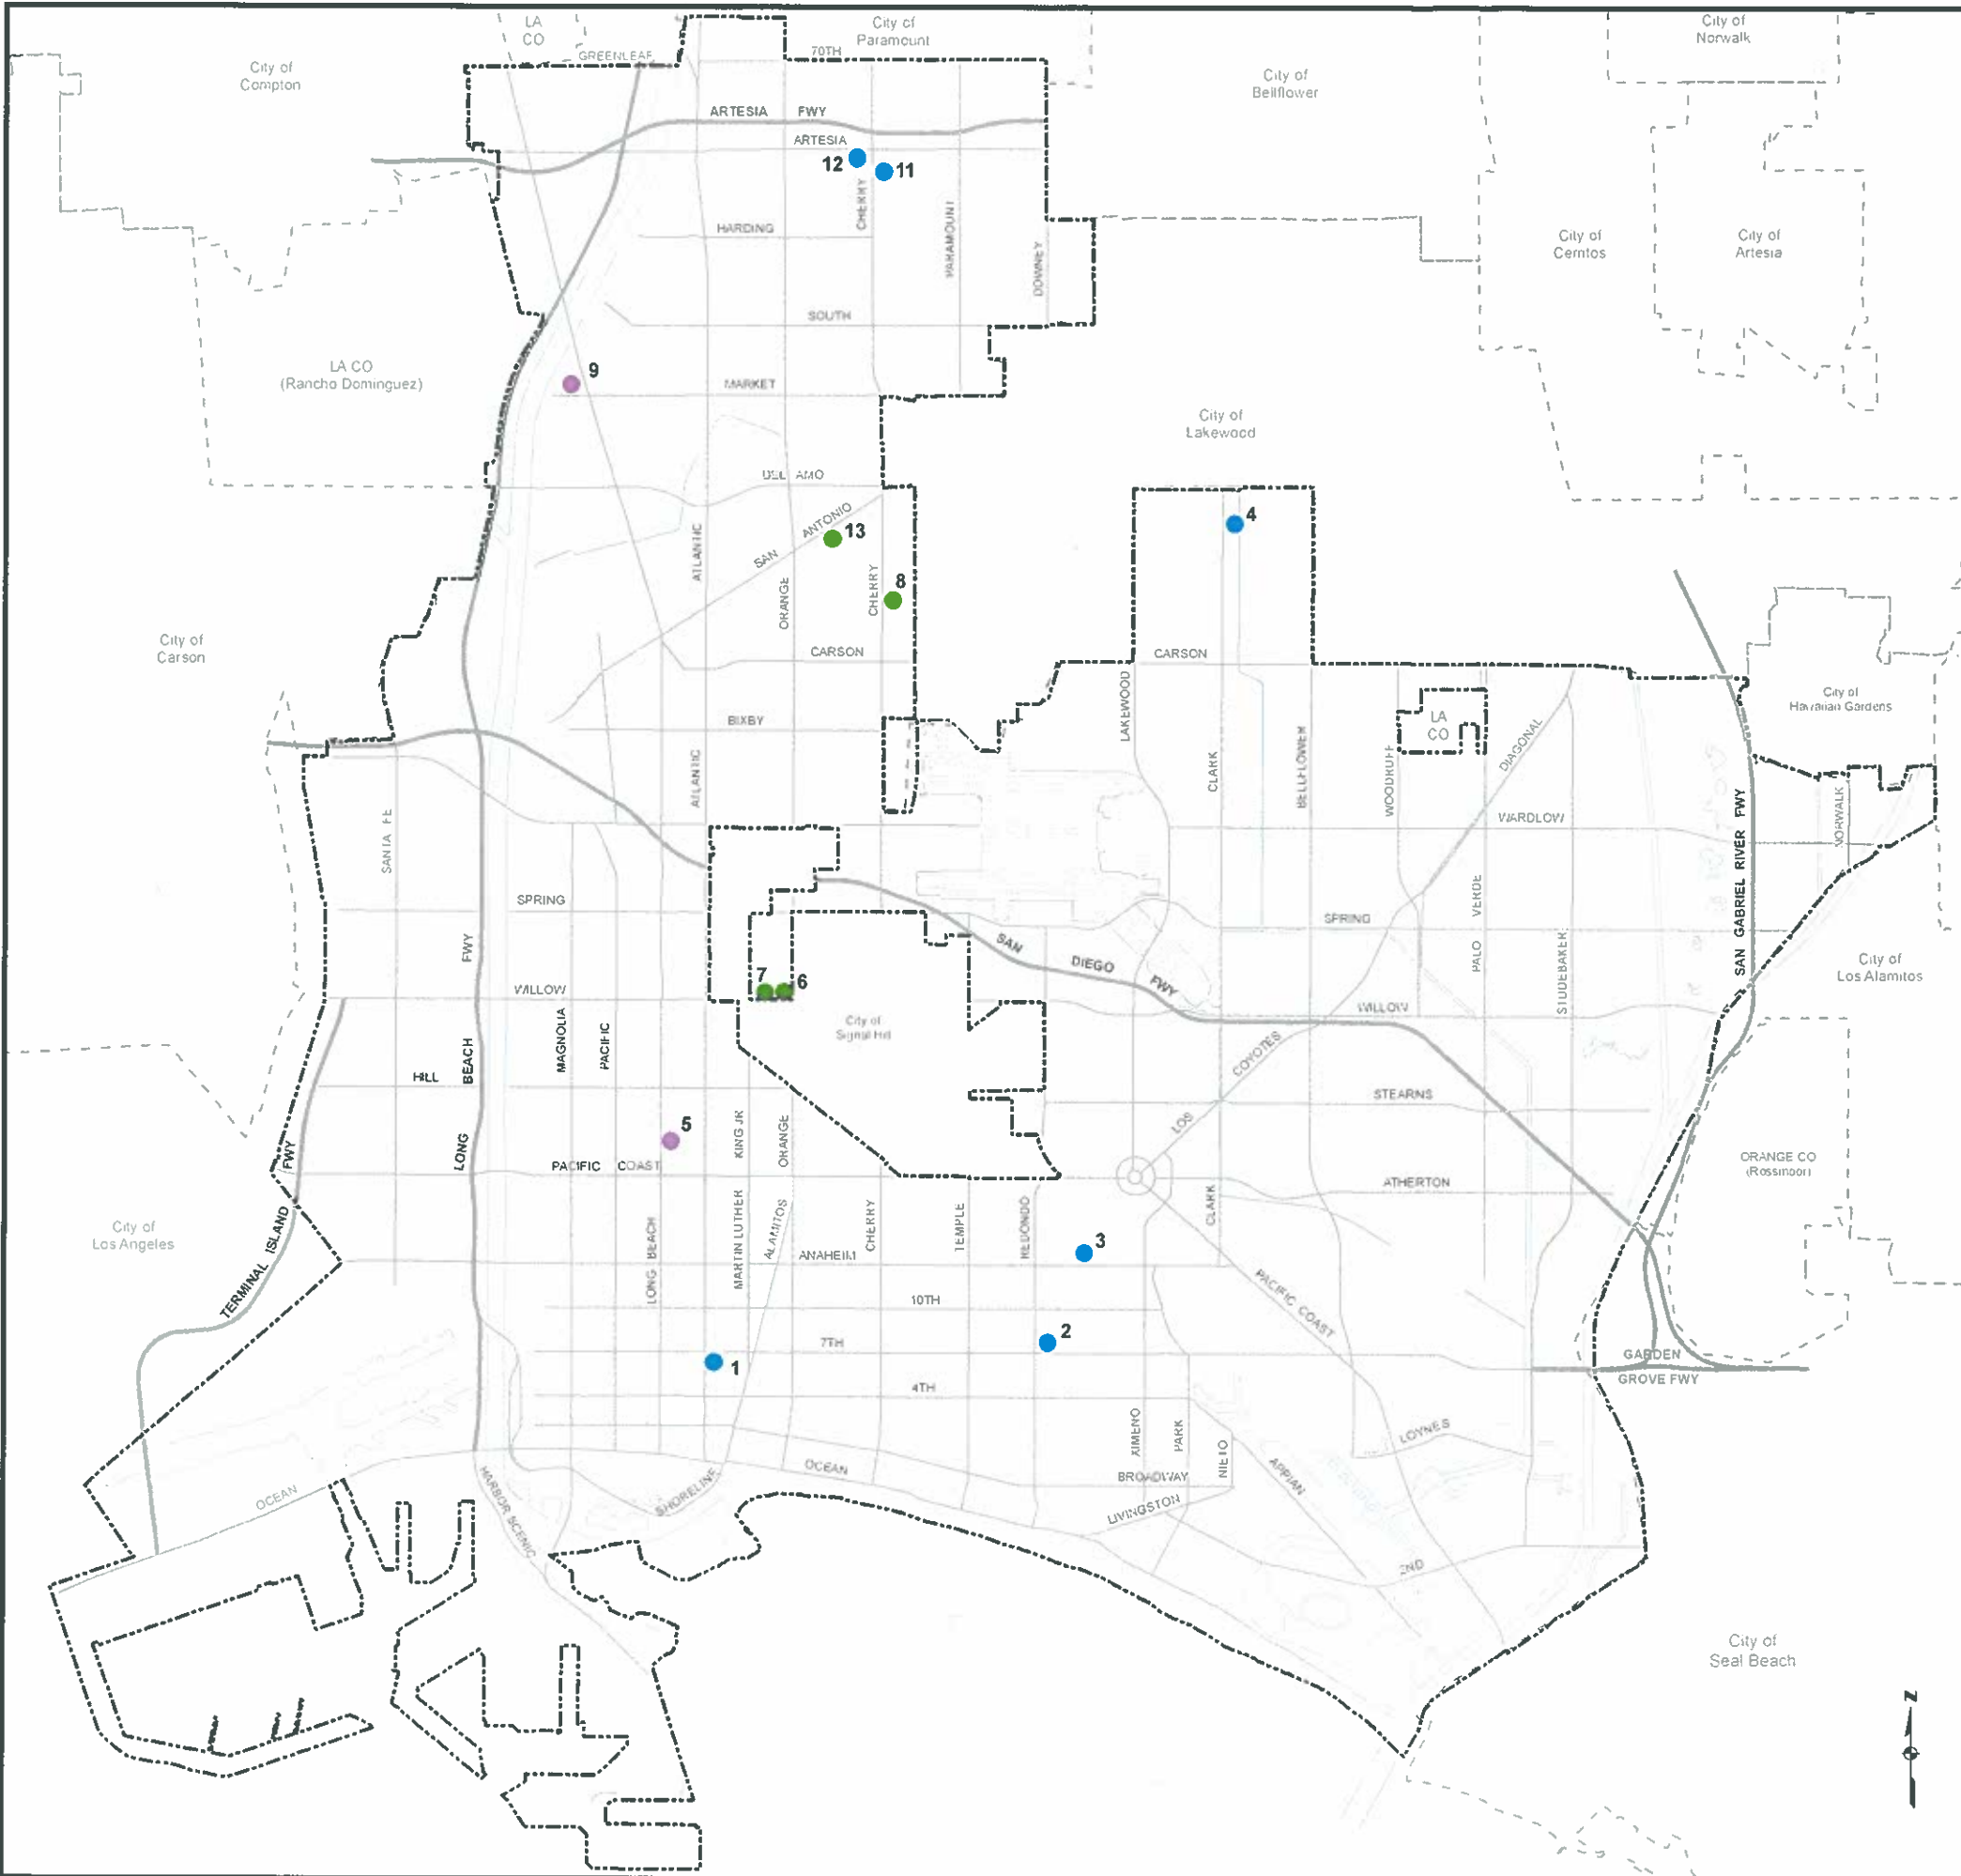 LA
CO
City of
Paramount
City of
Norwalk
GREENLEAF
70TH
City of
Compton
City of
Bellflower
ARTESIA FWY
ARTESIA
12
11
CHERRY
HARDING
PARAMOUNT
DOWNEY
City of
Cerritos
City of
Artesia
SOUTH
LA CO
(Rancho Dominguez)
9
MARKET
City of
Lakewood
DEL AMO
SAN ANTONIO
13
4
ATLANTIC
ORANGE
CHERRY
8
City of
Carson
CARSON
CARSON
City of
Hawaiian Gardens
BIXBY
LAKEWOOD
LA
CO
DIAGONAL
ATLANTIC
CLARK
BELLFLOWER
WOODRUFF
SANTA FE
WARDLOW
NORWALK
SAN GABRIEL RIVER FWY
SPRING
SPRING
PALO VERDE
STUDEBAKER
SAN DIEGO FWY
City of
Los Alamitos
WILLOW
7
6
WILLOW
City of
Signal Hill
MAGNOLIA
PACIFIC
HILL
LONG BEACH FWY
LOS COYOTES
STEARNS
5
KING JR
ORANGE
PACIFIC COAST
ORANGE CO
(Rossmoor)
ATHERTON
City of
Los Angeles
TERMINAL ISLAND FWY
LONG BEACH
MARTIN LUTHER
ALAMITOS
CHERRY
TEMPLE
REDONDO
CLARK
3
ANAHEIM
PACIFIC COAST
10TH
2
7TH
1
GARDEN
GROVE FWY
4TH
XIMENO
PARK
NIETO
LOYNES
OCEAN
BROADWAY
APPIAN
OCEAN
HARBOR SCENIC
SHORELINE
LIVINGSTON
2ND
City of
Seal Beach
N